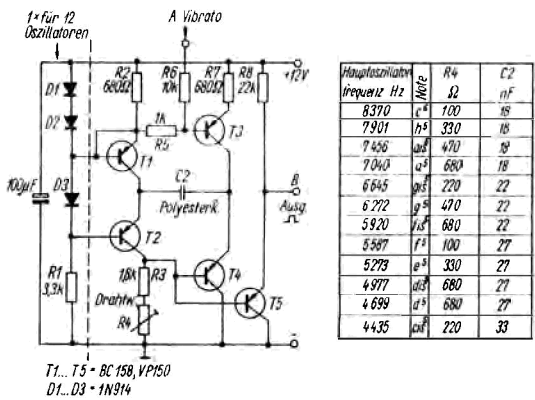 1× für 12
Oszillatoren
A Vibrato
D1
D2
D3
R2
680Ω
R6
10k
R7
680Ω
R8
22k
+12V
1k
R5
T1
T3
100µF
C2
Polyesterk.
B
Ausg.
T2
R1
3,3k
1,8k
R3
Drahtw.
R4
T4
T5
-
T1... T5 = BC 158, VP150
D1... D3 = 1N914
Hauptoszillator Note R4 C2
frequenz Hz Ω nF
8370 c⁶ 100 18
7901 h⁵ 330 18
7456 ais⁵ 470 18
7040 a⁵ 680 18
6645 gis⁵ 220 22
6272 g⁵ 470 22
5920 fis⁵ 680 22
5587 f⁵ 100 27
5273 e⁵ 330 27
4977 dis⁵ 680 27
4699 d⁵ 680 27
4435 cis⁵ 220 33